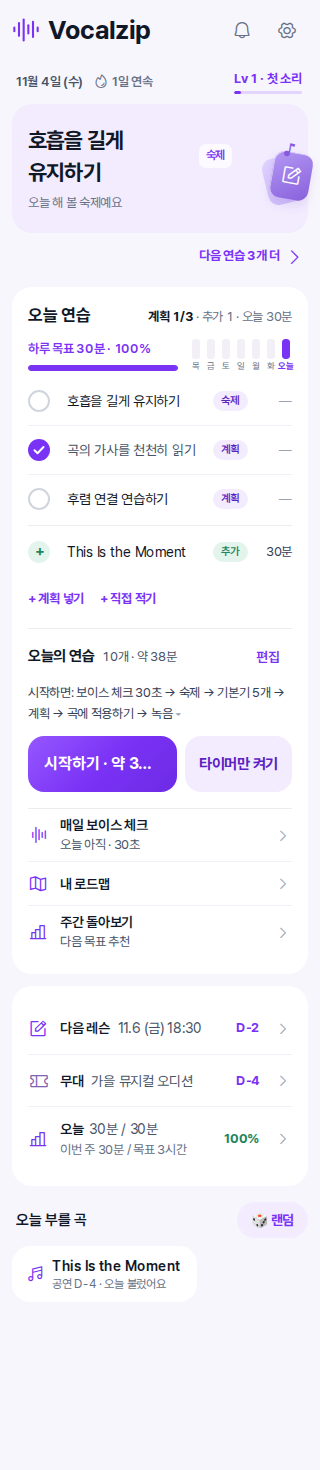 Vocalzip
11월 4일 (수) 1일 연속 Lv 1 · 첫 소리
호흡을 길게
유지하기
숙제
오늘 해 볼 숙제예요
다음 연습 3개 더
오늘 연습 계획 1/3 · 추가 1 · 오늘 30분
하루 목표 30분 · 100%
목 금 토 일 월 화 오늘
호흡을 길게 유지하기 숙제 —
곡의 가사를 천천히 읽기 계획 —
후렴 연결 연습하기 계획 —
This Is the Moment 추가 30분
+ 계획 넣기 + 직접 적기
오늘의 연습 10개 · 약 38분 편집
시작하면: 보이스 체크 30초 → 숙제 → 기본기 5개 →
계획 → 곡에 적용하기 → 녹음
시작하기 · 약 3... 타이머만 켜기
매일 보이스 체크
오늘 아직 · 30초
내 로드맵
주간 돌아보기
다음 목표 추천
다음 레슨 11.6 (금) 18:30 D-2
무대 가을 뮤지컬 오디션 D-4
오늘 30분 / 30분 100%
이번 주 30분 / 목표 3시간
오늘 부를 곡 랜덤
This Is the Moment
공연 D-4 · 오늘 불렀어요